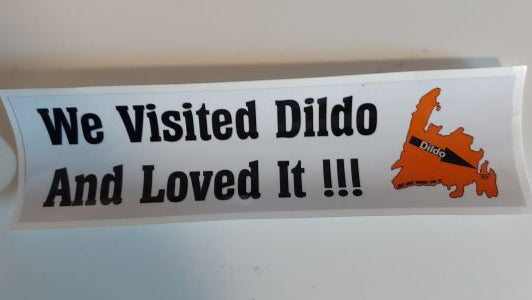 We Visited Dildo
And Loved It !!!
Dildo